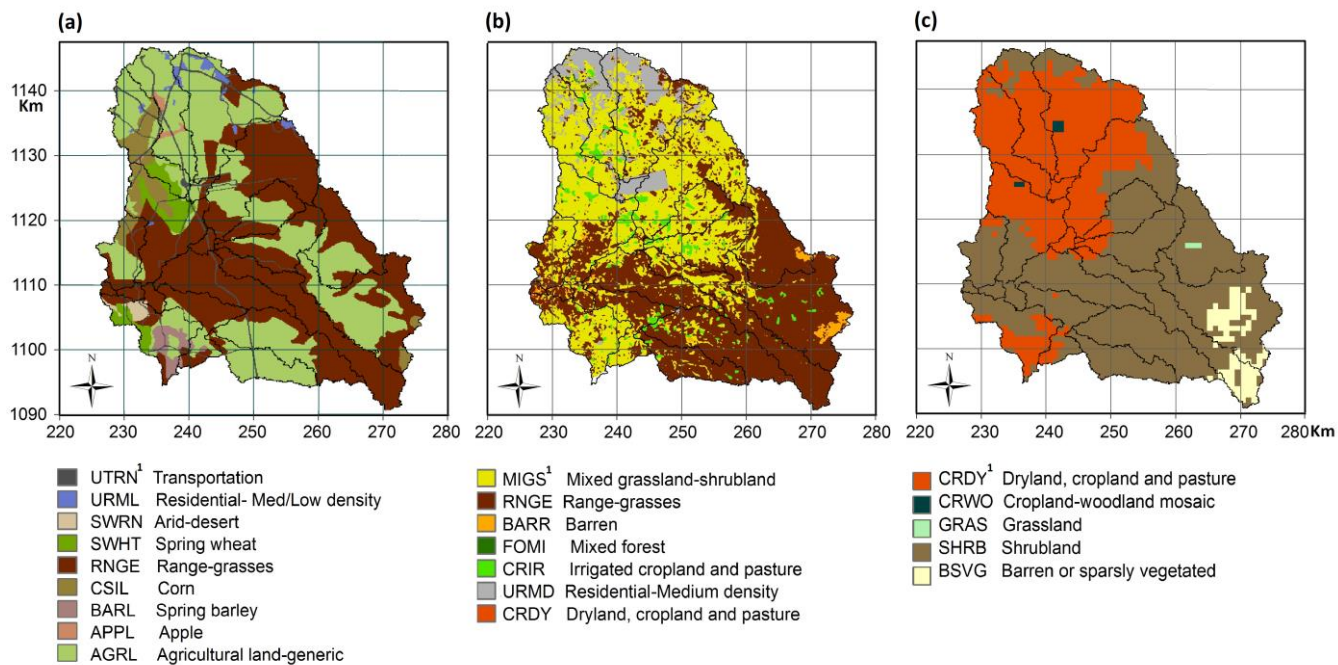 (a) (b) (c)
1140
Km
1130
1120
1110
1100
1090
N N N
220 230 240 250 260 270 280
220 230 240 250 260 270 280
220 230 240 250 260 270 280 Km
UTRN¹ Transportation
URML Residential- Med/Low density
SWRN Arid-desert
SWHT Spring wheat
RNGE Range-grasses
CSIL Corn
BARL Spring barley
APPL Apple
AGRL Agricultural land-generic
MIGS¹ Mixed grassland-shrubland
RNGE Range-grasses
BARR Barren
FOMI Mixed forest
CRIR Irrigated cropland and pasture
URMD Residential-Medium density
CRDY Dryland, cropland and pasture
CRDY¹ Dryland, cropland and pasture
CRWO Cropland-woodland mosaic
GRAS Grassland
SHRB Shrubland
BSVG Barren or sparsly vegetated